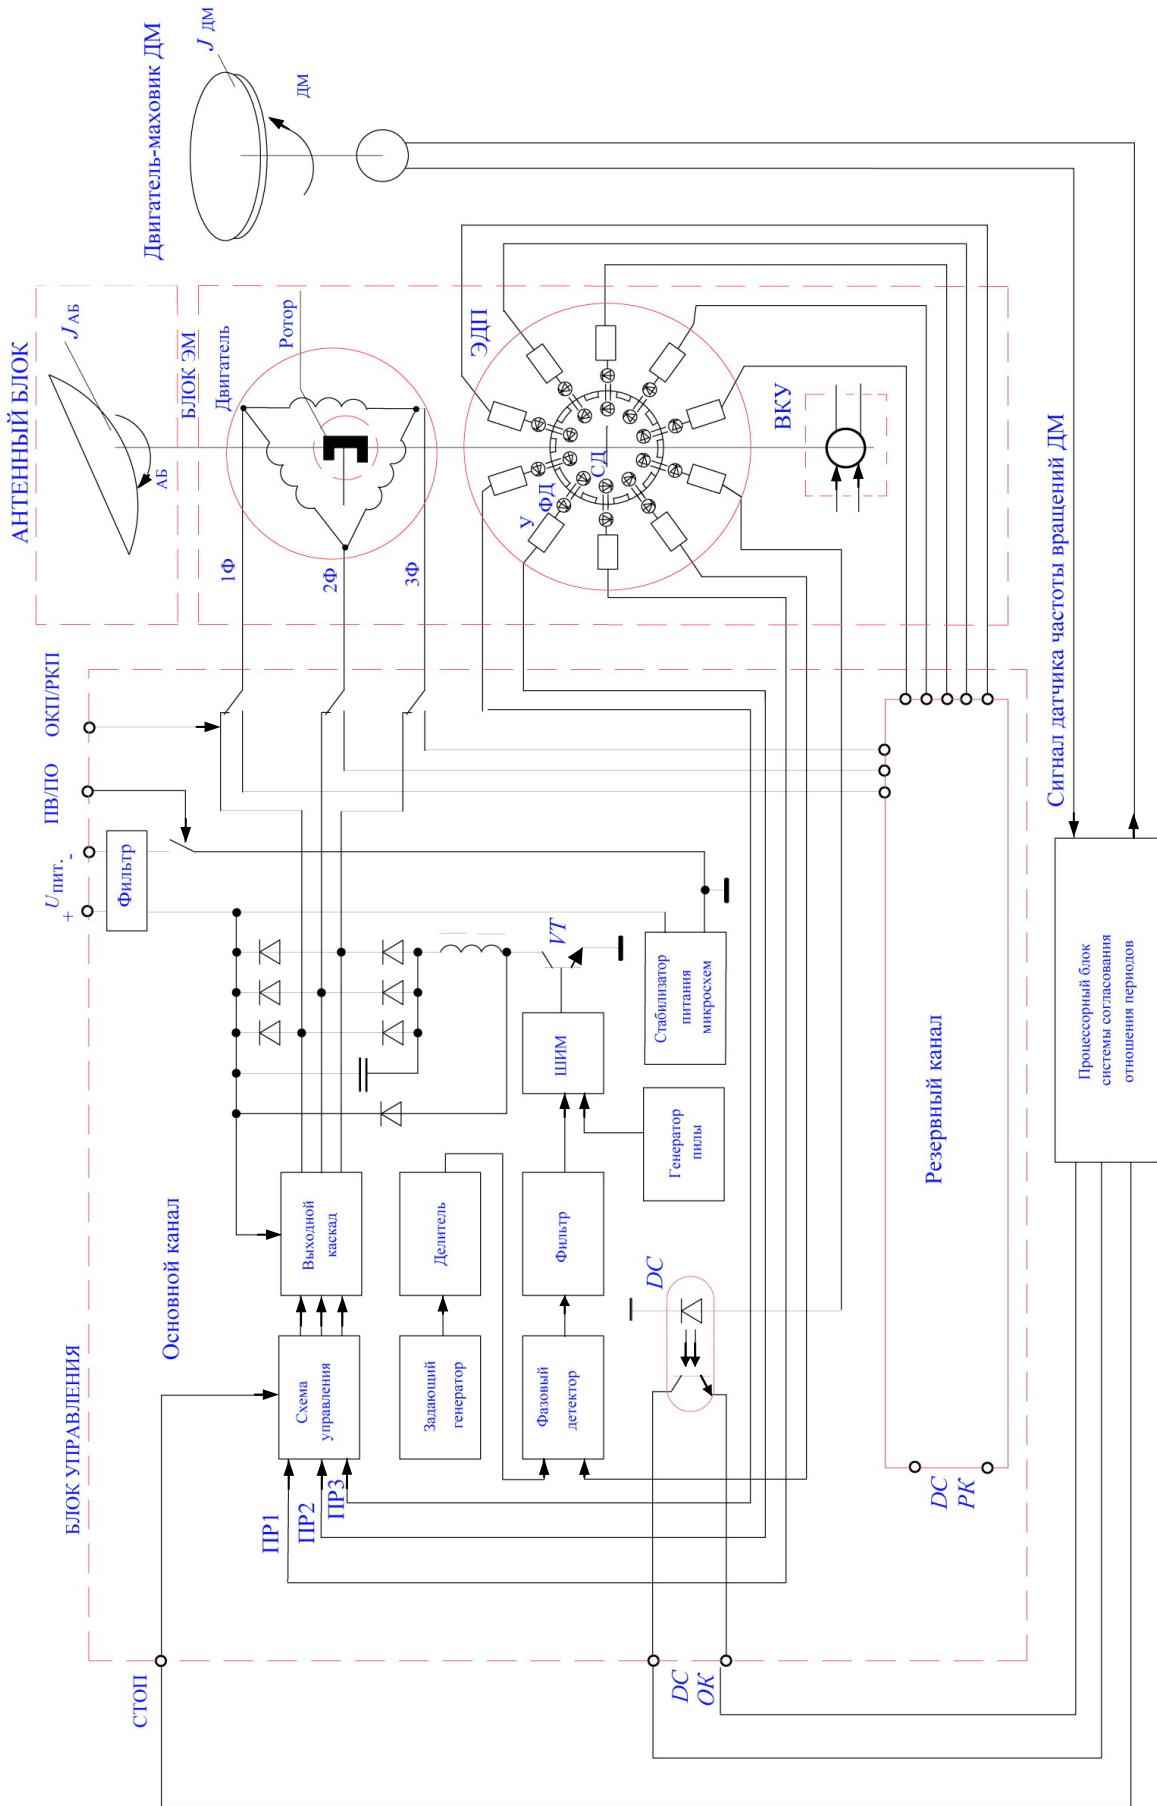 АНТЕННЫЙ БЛОК
J АБ
АБ
Двигатель-маховик ДМ
J ДМ
ДМ
БЛОК ЭМ
Двигатель
Ротор
1Ф
2Ф
3Ф
ЭДП
У
ФД
СД
ВКУ
Сигнал датчика частоты вращений ДМ
БЛОК УПРАВЛЕНИЯ
Основной канал
+ Uпит. -
ПВ/ПО
ОКП/РКП
Фильтр
СТОП
ПР1
ПР2
ПР3
Схема
управления
Выходной
каскад
Задающий
генератор
Делитель
Фазовый
детектор
Фильтр
ШИМ
VT
Генератор
пилы
Стабилизатор
питания
микросхем
DC
DC
ОК
DC
РК
Резервный канал
Процессорный блок
системы согласования
отношения периодов